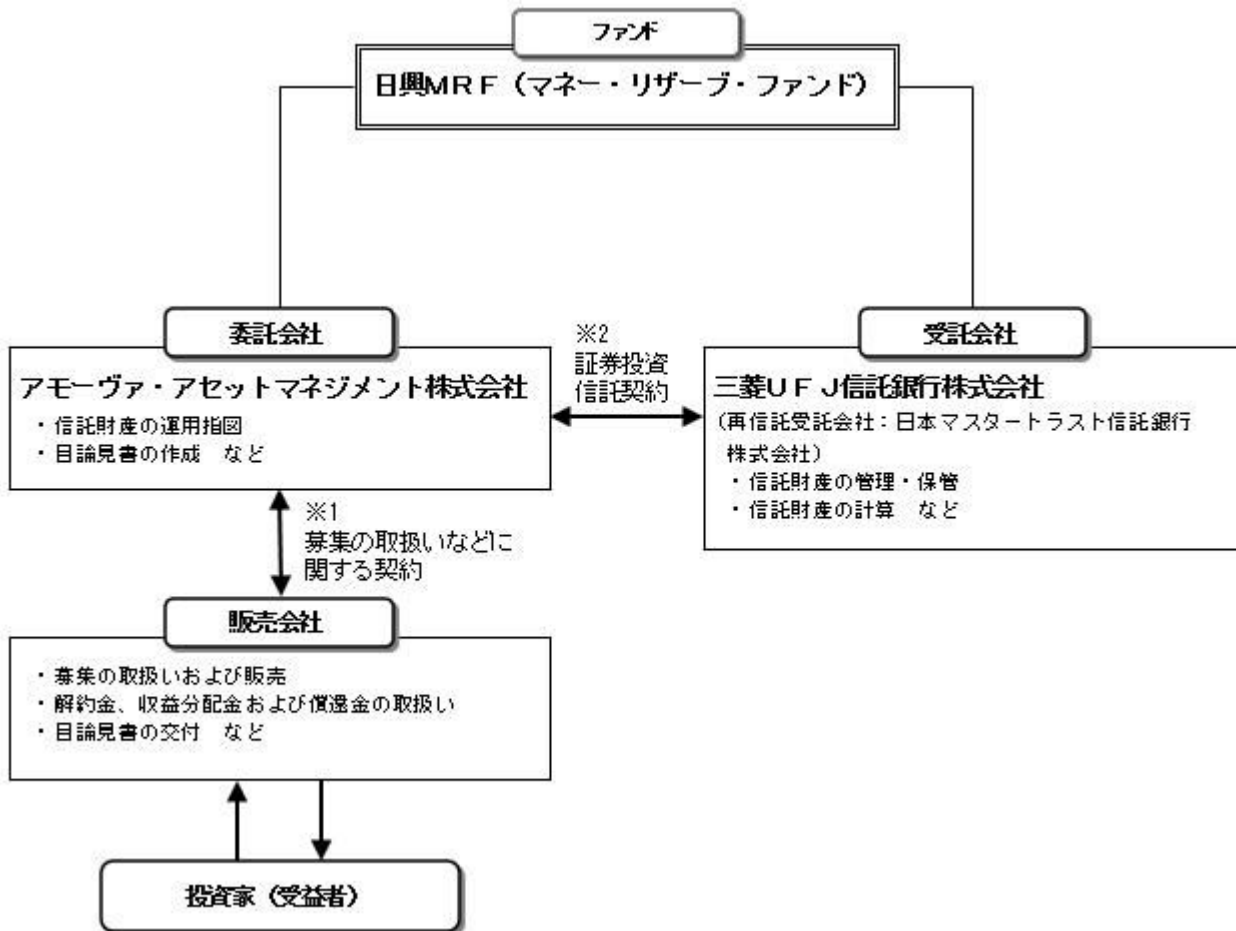 ファンド
日興MRF（マネー・リザーブ・ファンド）
委託会社
アモーヴァ・アセットマネジメント株式会社
・信託財産の運用指図
・目論見書の作成　など
※2
証券投資
信託契約
受託会社
三菱UFJ信託銀行株式会社
（再信託受託会社：日本マスタートラスト信託銀行
株式会社）
・信託財産の管理・保管
・信託財産の計算　など
※1
募集の取扱いなどに
関する契約
販売会社
・募集の取扱いおよび販売
・解約金、収益分配金および償還金の取扱い
・目論見書の交付　など
投資家（受益者）